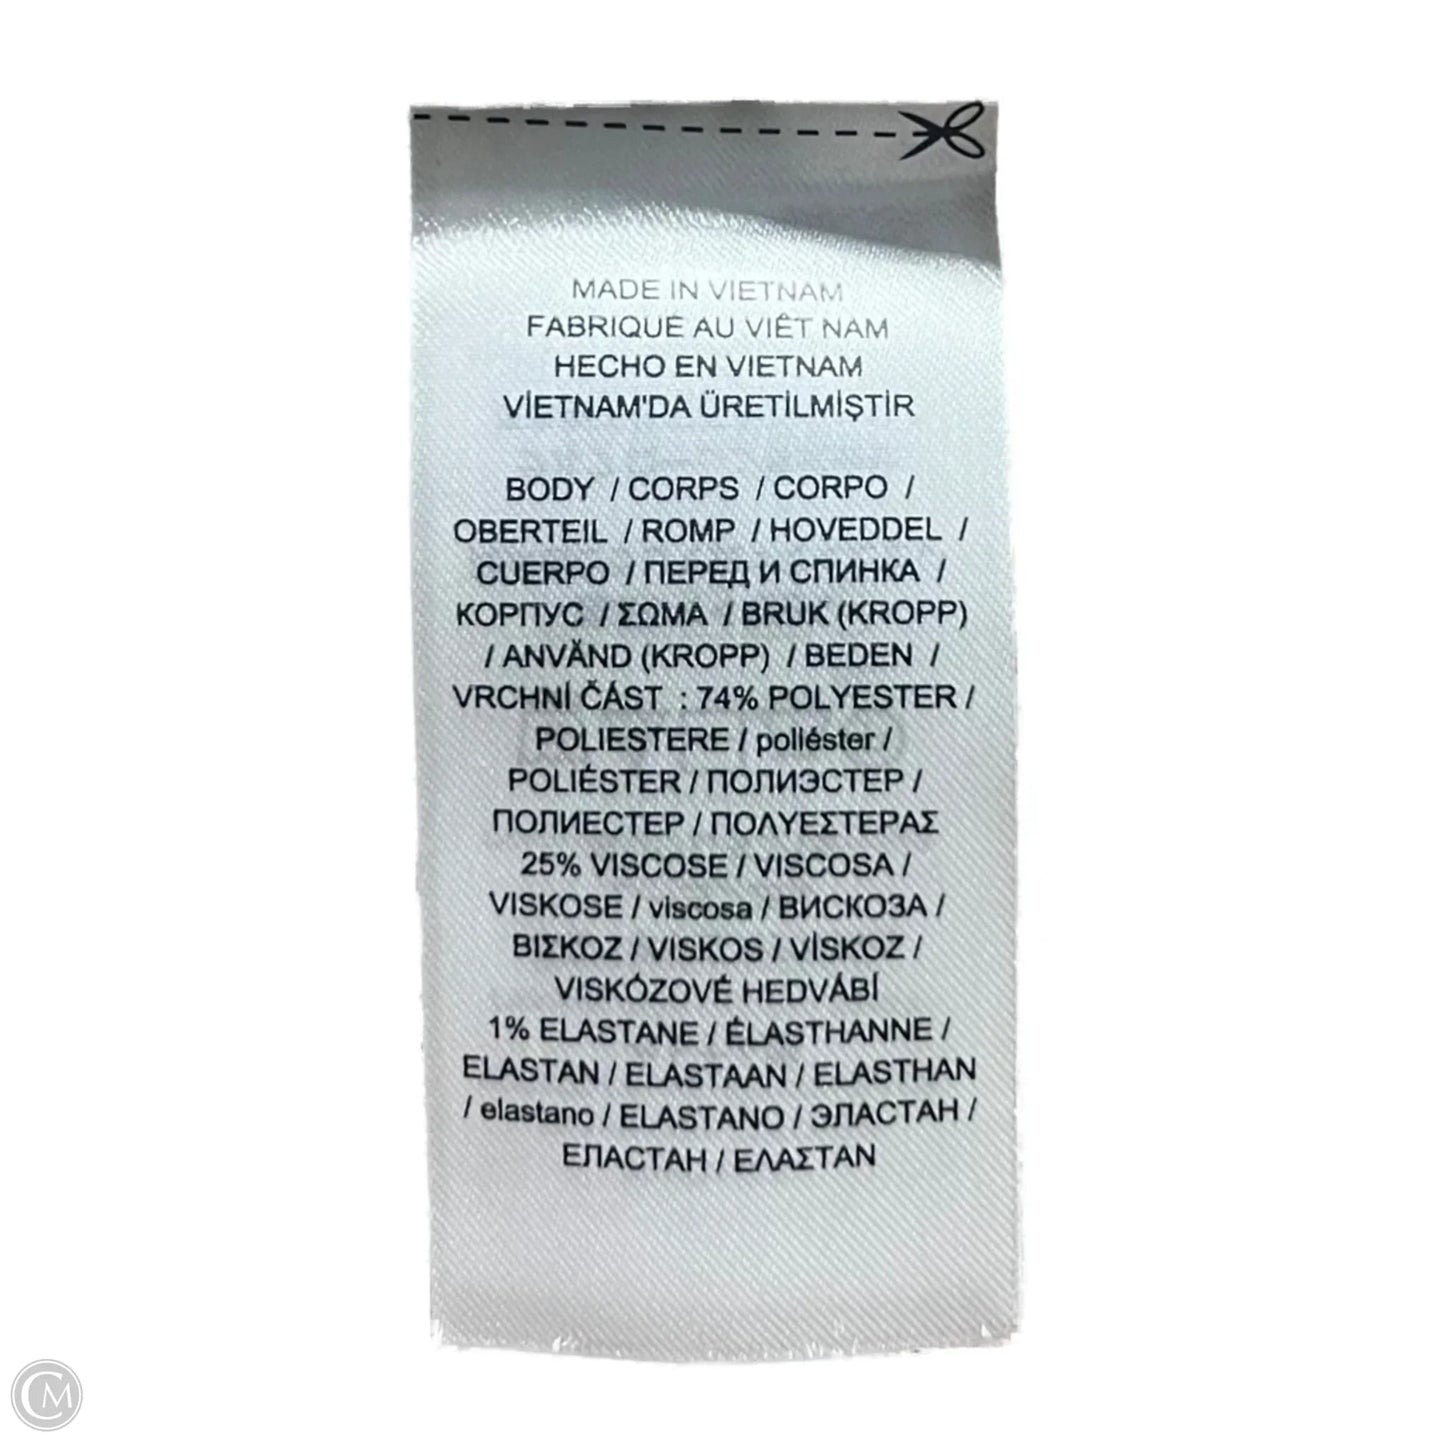 MADE IN VIETNAM
FABRIQUE AU VIÊT NAM
HECHO EN VIETNAM
VİETNAM'DA ÜRETİLMİŞTİR
BODY / CORPS / CORPO /
OBERTEIL / ROMP / HOVEDDEL /
CUERPO / ПЕРЕД И СПИНКА /
КОРПУС / ΣΩΜΑ / BRUK (KROPP)
/ ANVÄND (KROPP) / BEDEN /
VRCHNÍ ČÁST : 74% POLYESTER /
POLIESTERE / poliéster /
POLIÉSTER / ПОЛИЭСТЕР /
ПОЛИЕСТЕР / ΠΟΛΥΕΣΤΕΡΑΣ
25% VISCOSE / VISCOSA /
VISKOSE / viscosa / ВИСКОЗА /
ΒΙΣΚΟΖ / VISKOS / VİSKOZ /
VISKÓZOVÉ HEDVÁBÍ
1% ELASTANE / ÉLASTHANNE /
ELASTAN / ELASTAAN / ELASTHAN
/ elastano / ELASTANO / ЭЛАСТАН /
ЕЛАСТАН / ΕΛΑΣΤΑΝ
CM